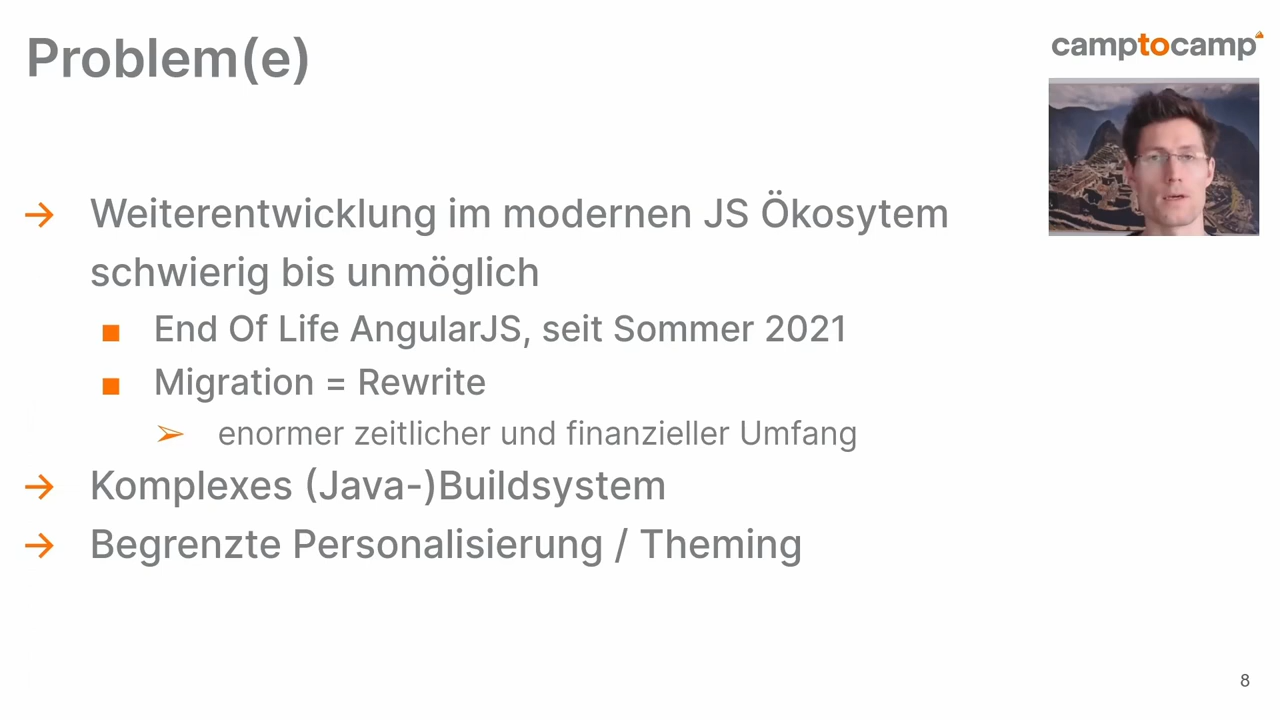 Problem(e)
camptocamp
→ Weiterentwicklung im modernen JS Ökosytem
schwierig bis unmöglich
■ End Of Life AngularJS, seit Sommer 2021
■ Migration = Rewrite
➢ enormer zeitlicher und finanzieller Umfang
→ Komplexes (Java-)Buildsystem
→ Begrenzte Personalisierung / Theming
8